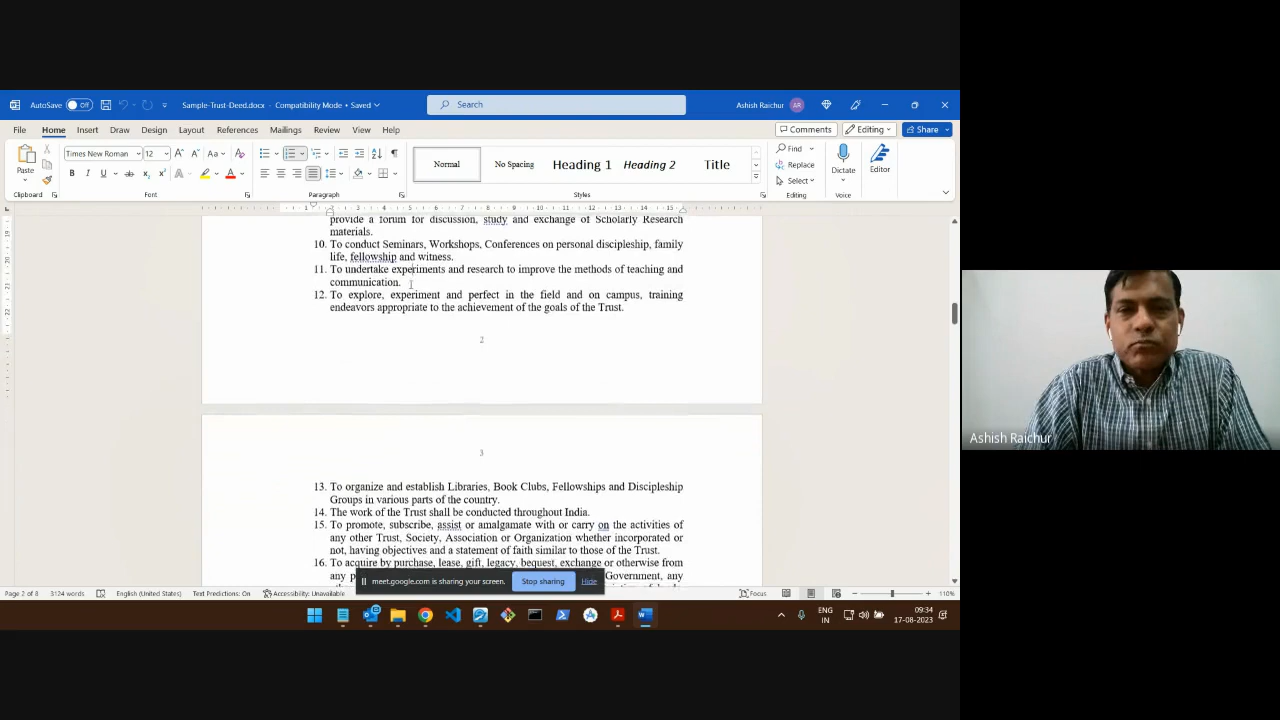 AutoSave Off Sample-Trust-Deed.docx - Compatibility Mode • Saved Search Ashish Raichur AR
File Home Insert Draw Design Layout References Mailings Review View Help Comments Editing Share
Paste Times New Roman 12 Normal No Spacing Heading 1 Heading 2 Title Find Replace Select Dictate Editor
Clipboard Font Paragraph Styles Editing Voice Editor
provide a forum for discussion, study and exchange of Scholarly Research
materials.
10. To conduct Seminars, Workshops, Conferences on personal discipleship, family
life, fellowship and witness.
11. To undertake experiments and research to improve the methods of teaching and
communication.
12. To explore, experiment and perfect in the field and on campus, training
endeavors appropriate to the achievement of the goals of the Trust.
2
3
13. To organize and establish Libraries, Book Clubs, Fellowships and Discipleship
Groups in various parts of the country.
14. The work of the Trust shall be conducted throughout India.
15. To promote, subscribe, assist or amalgamate with or carry on the activities of
any other Trust, Society, Association or Organization whether incorporated or
not, having objectives and a statement of faith similar to those of the Trust.
16. To acquire by purchase, lease, gift, legacy, bequest, exchange or otherwise from
any Government, any
meet.google.com is sharing your screen. Stop sharing Hide
Page 2 of 8 3124 words English (United States) Text Predictions: On Accessibility: Unavailable Focus 110%
ENG
IN
09:34
17-08-2023
Ashish Raichur